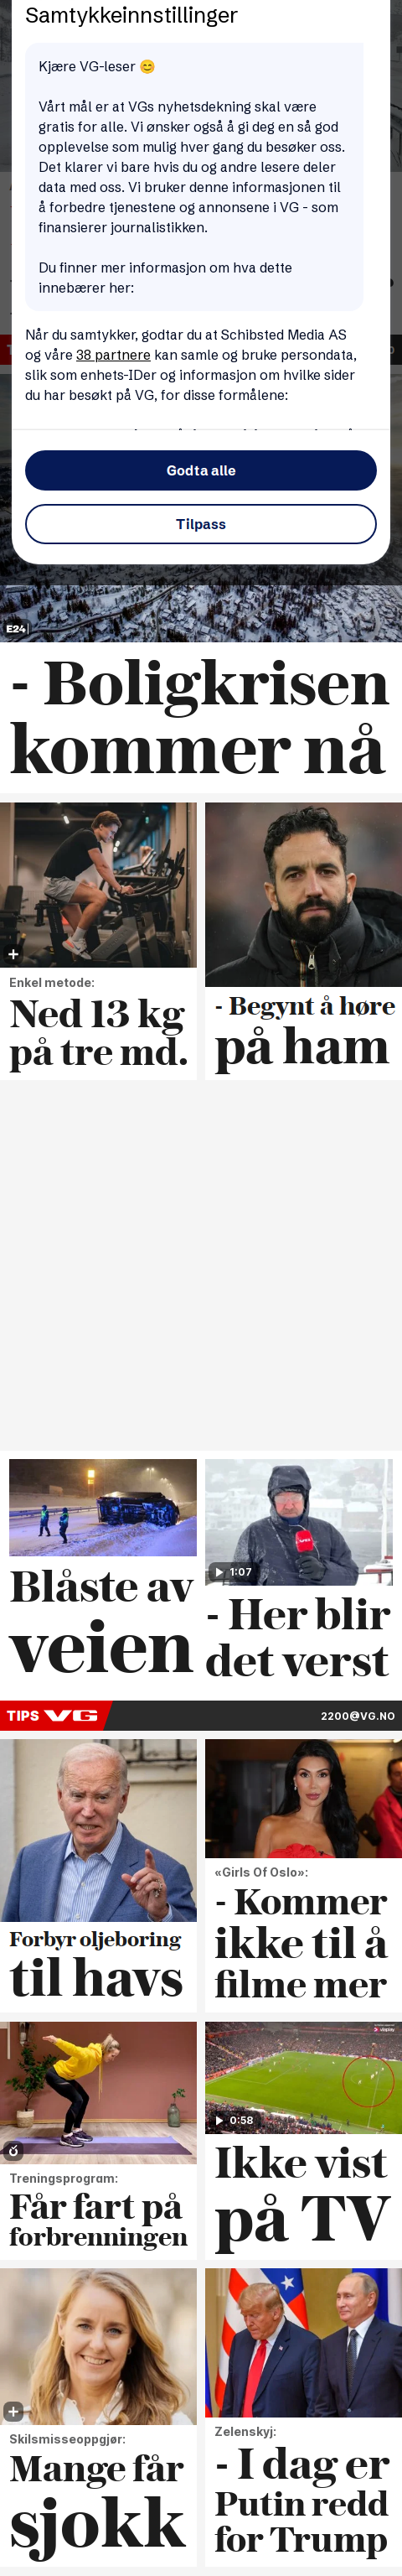 Samtykkeinnstillinger
Kjære VG-leser 😊
Vårt mål er at VGs nyhetsdekning skal være
gratis for alle. Vi ønsker også å gi deg en så god
opplevelse som mulig hver gang du besøker oss.
Det klarer vi bare hvis du og andre lesere deler
data med oss. Vi bruker denne informasjonen til
å forbedre tjenestene og annonsene i VG - som
finansierer journalistikken.
Du finner mer informasjon om hva dette
innebærer her:
Når du samtykker, godtar du at Schibsted Media AS
og våre 38 partnere kan samle og bruke persondata,
slik som enhets-IDer og informasjon om hvilke sider
du har besøkt på VG, for disse formålene:
Godta alle
Tilpass
E24
- Boligkrisen
kommer nå
Enkel metode:
Ned 13 kg
på tre md.
- Begynt å høre
på ham
Blåste av
veien
1:07
- Her blir
det verst
TIPS VG
2200@VG.NO
Forbyr oljeboring
til havs
«Girls Of Oslo»:
- Kommer
ikke til å
filme mer
Treningsprogram:
Får fart på
forbrenningen
0:58
Ikke vist
på TV
Skilsmisseoppgjør:
Mange får
sjokk
Zelenskyj:
- I dag er
Putin redd
for Trump